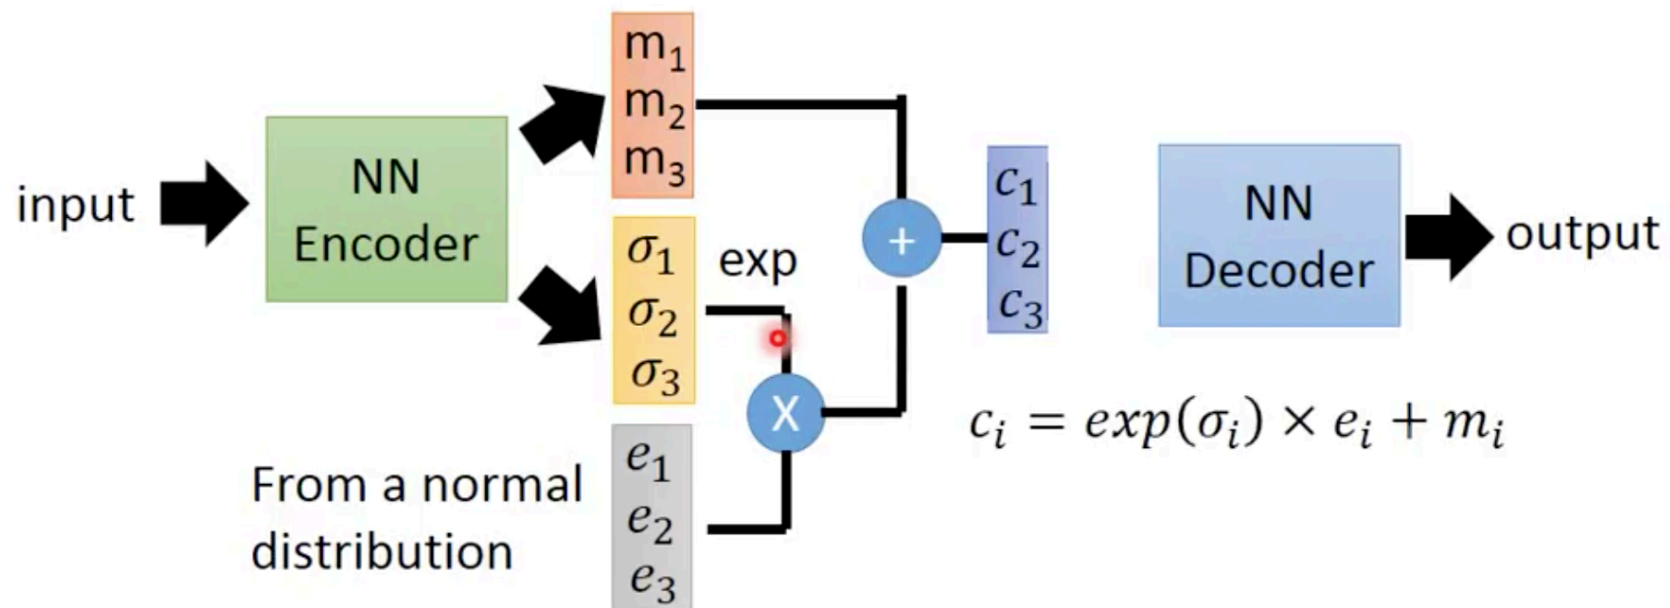 input
NN
Encoder
m₁
m₂
m₃
σ₁
σ₂
σ₃
exp
From a normal
distribution
e₁
e₂
e₃
X
+
c₁
c₂
c₃
NN
Decoder
output
cᵢ = exp(σᵢ) × eᵢ + mᵢ